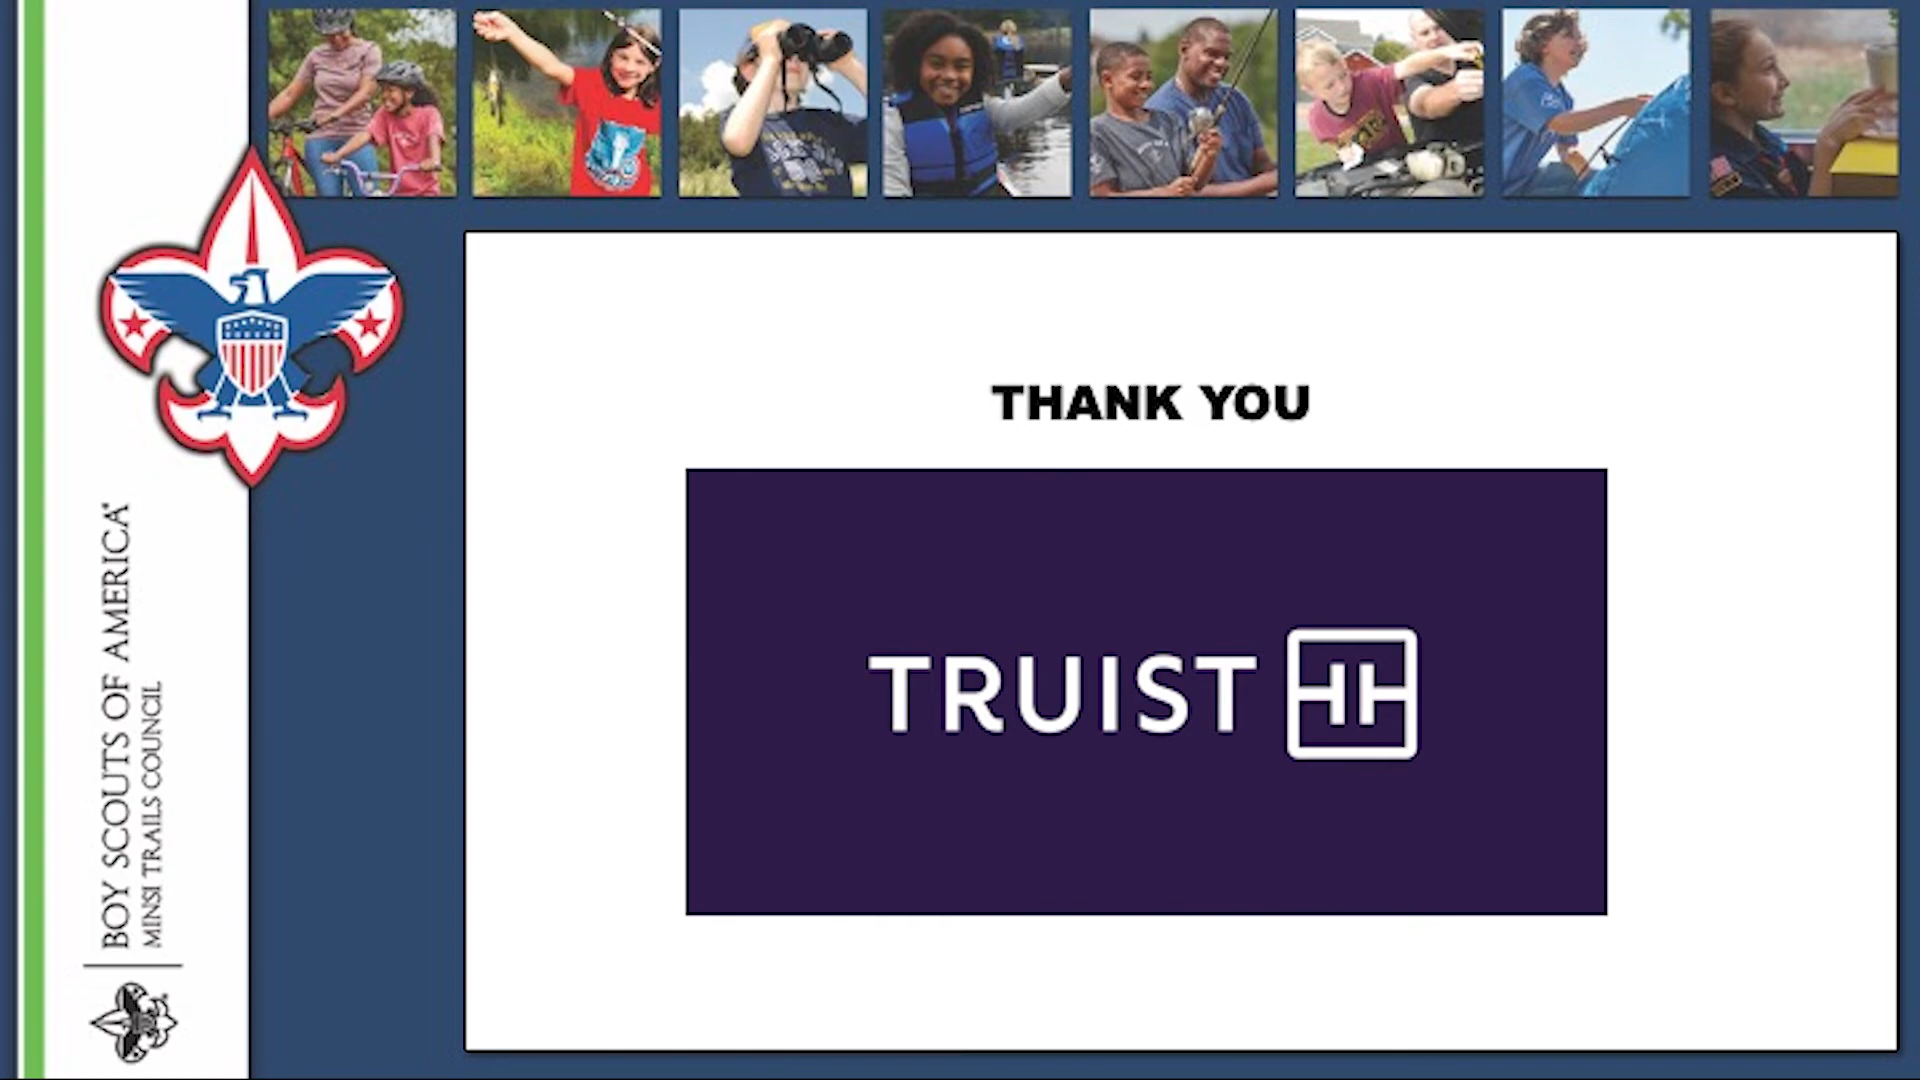 THANK YOU
TRUIST
BOY SCOUTS OF AMERICA®
MINSI TRAILS COUNCIL